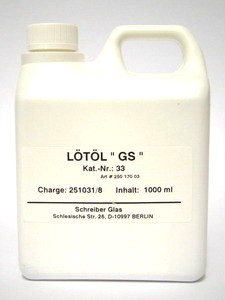 LÖTÖL " GS "
Kat.-Nr.: 33
Art # 250 170 03
Charge: 251031/8 Inhalt: 1000 ml
Schreiber Glas
Schlesische Str. 26, D-10997 BERLIN